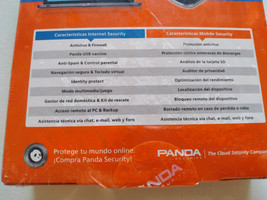 Características Internet Security
Características Mobile Security
Antivirus & Firewall
Protección antivirus
Panda USB vaccine
Protección contra amenazas de descargas
Anti-Spam & Control parental
Análisis de la tarjeta SD
Navegación segura & Teclado virtual
Auditor de privacidad
Identity protect
Optimización del rendimiento
Modo multimedia/juego
Localización del dispositivo
Gestor de red doméstica & Kit de rescate
Bloqueo remoto del dispositivo
Acceso remoto al PC & Backup
Borrado remoto en caso de pérdida o robo
Asistencia técnica vía chat, e-mail, web y foro
Asistencia técnica vía chat, e-mail, web y foro
Protege tu mundo online.
¡Compra Panda Security!
PANDA
SECURITY
The Cloud Security Company
PANDA